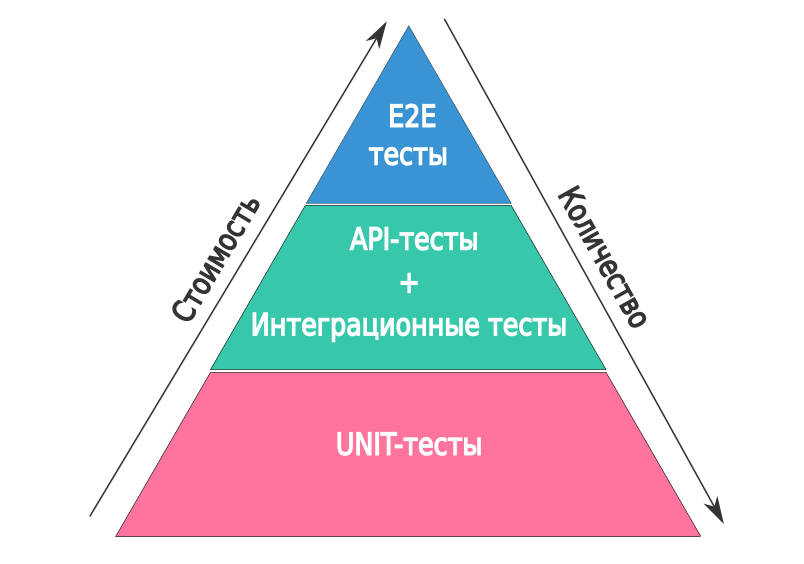 E2E
тесты
API-тесты
+
Интеграционные тесты
UNIT-тесты
Стоимость
Количество